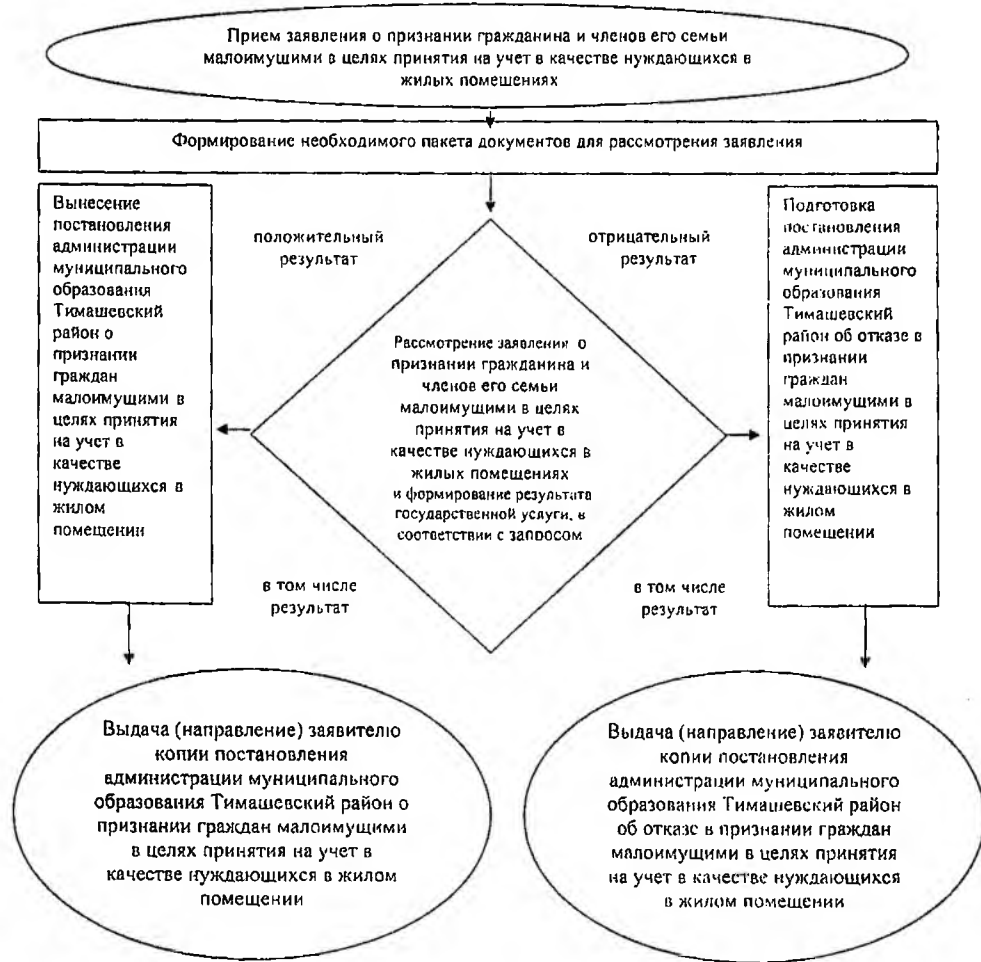 Прием заявления о признании гражданина и членов его семьи
малоимущими в целях принятия на учет в качестве нуждающихся в
жилых помещениях
Формирование необходимого пакета документов для рассмотрения заявления
Вынесение
постановления
администрации
муниципального
образования
Тимашевский
район о
признании
граждан
малоимущими в
целях принятия
на учет в
качестве
нуждающихся в
жилом
помещении
положительный
результат
отрицательный
результат
Рассмотрение заявления о
признании гражданина и
членов его семьи
малоимущими в целях
принятия на учет в
качестве нуждающихся в
жилых помещениях
и формирование результата
государственной услуги, в
соответствии с запросом
Подготовка
постановления
администрации
муниципального
образования
Тимашевский
район об отказе в
признании
граждан
малоимущими в
целях принятия
на учет в
качестве
нуждающихся в
жилом
помещении
в том числе
результат
в том числе
результат
Выдача (направление) заявителю
копии постановления
администрации муниципального
образования Тимашевский район о
признании граждан малоимущими
в целях принятия на учет в
качестве нуждающихся в жилом
помещении
Выдача (направление) заявителю
копии постановления
администрации муниципального
образования Тимашевский район
об отказе в признании граждан
малоимущими в целях принятия
на учет в качестве нуждающихся
в жилом помещении